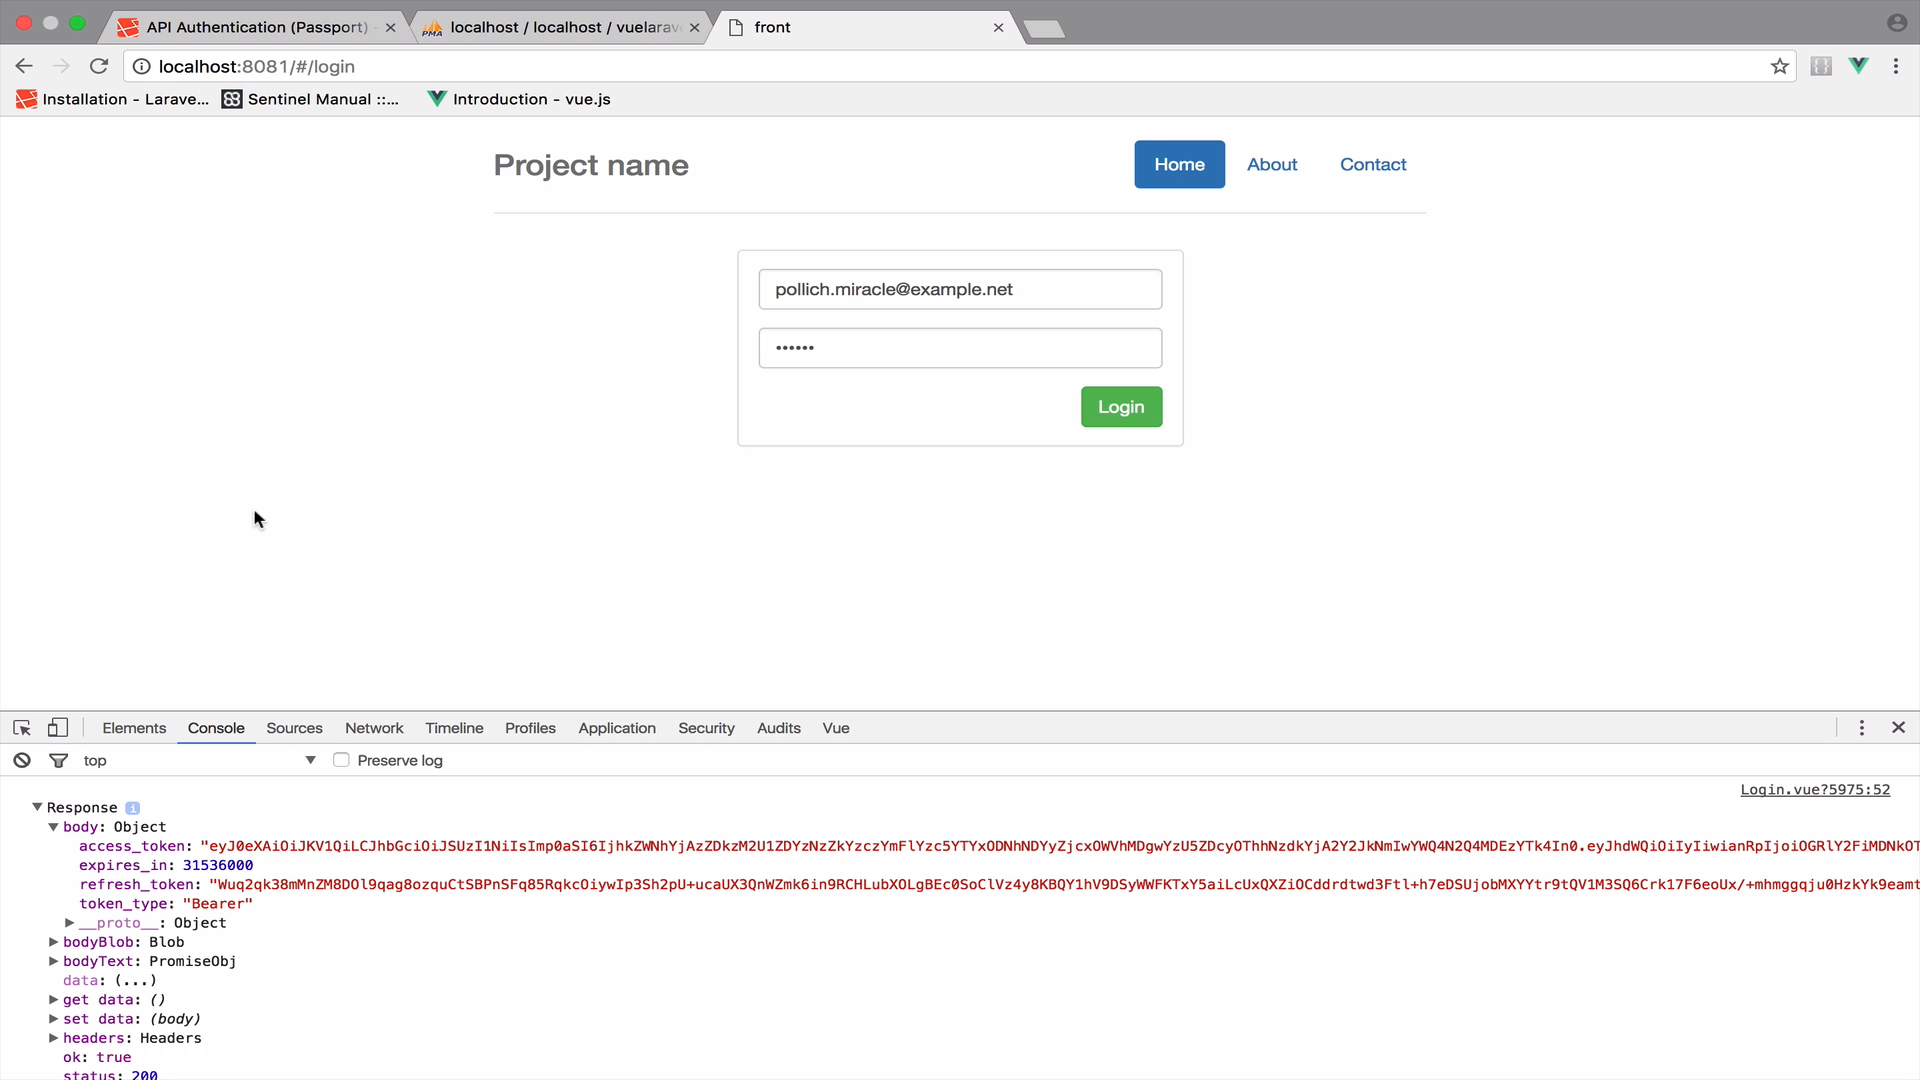 API Authentication (Passport)
localhost / localhost / vuelarav
front
localhost:8081/#/login
Installation - Larave...
Sentinel Manual ::...
Introduction - vue.js
Project name
Home
About
Contact
pollich.miracle@example.net
••••••
Login
Elements Console Sources Network Timeline Profiles Application Security Audits Vue
top
Preserve log
Login.vue?5975:52
Response
body: Object
access_token:
expires_in: 31536000
refresh_token:
token_type: "Bearer"
__proto__: Object
bodyBlob: Blob
bodyText: PromiseObj
data: (...)
get data: ()
set data: (body)
headers: Headers
ok: true
status: 200